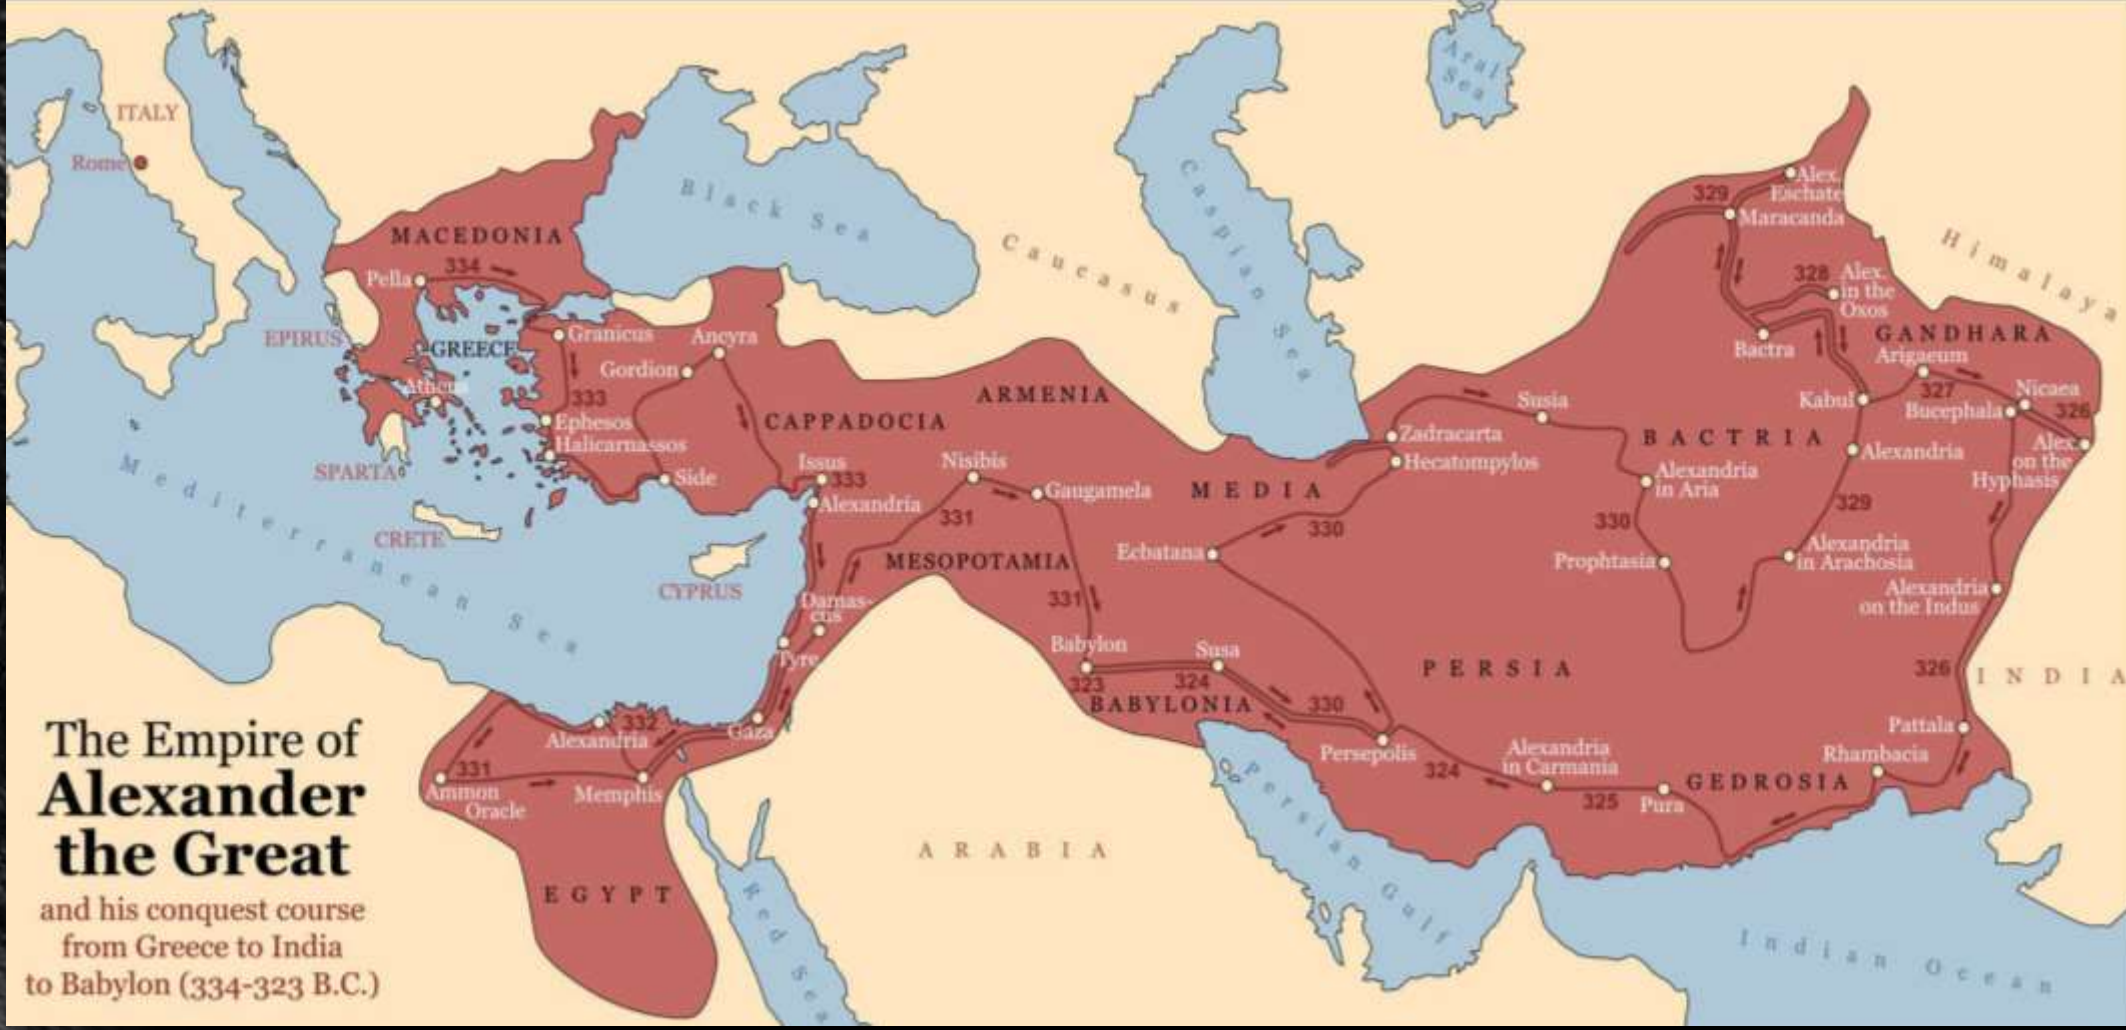 ITALY
Rome
Black Sea
Caucasus
Caspian Sea
Aral
Sea
Himalaya
MACEDONIA
Pella
334
EPIRUS
GREECE
Athens
SPARTA
CRETE
CYPRUS
Mediterranean Sea
Granicus
333
Ephesos
Halicarnassos
Gordion
Ancyra
Side
CAPPADOCIA
ARMENIA
Issus
333
Alexandria
Damas-
cus
Tyre
Gaza
332
Alexandria
331
Ammon
Oracle
Memphis
EGYPT
Red Sea
ARABIA
Nisibis
331
Gaugamela
MESOPOTAMIA
331
Babylon
323
BABYLONIA
Susa
324
330
Persepolis
Ecbatana
MEDIA
330
Zadracarta
Hecatompylos
Susia
BACTRIA
Alexandria
in Aria
330
Prophtasia
Alexandria
in Arachosia
329
Alexandria
Kabul
Bactra
328
Alex.
in the
Oxos
329
Maracanda
Alex.
Eschate
GANDHARA
Arigaeum
327
Nicaea
Bucephala
326
Alex.
on the
Hyphasis
Alexandria
on the Indus
326
INDIA
Pattala
Rhambacia
GEDROSIA
Pura
325
Alexandria
in Carmania
324
PERSIA
Persian Gulf
Indian Ocean
The Empire of
Alexander
the Great
and his conquest course
from Greece to India
to Babylon (334-323 B.C.)